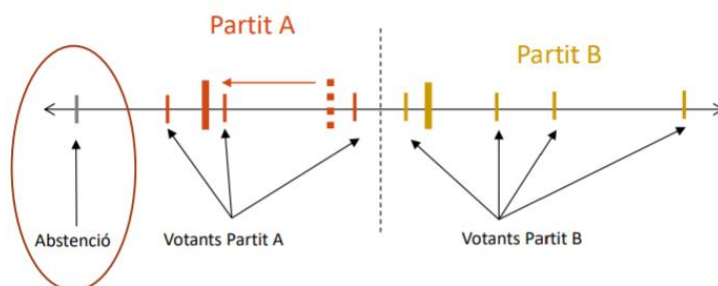 Partit A
Partit B
Abstenció
Votants Partit A
Votants Partit B